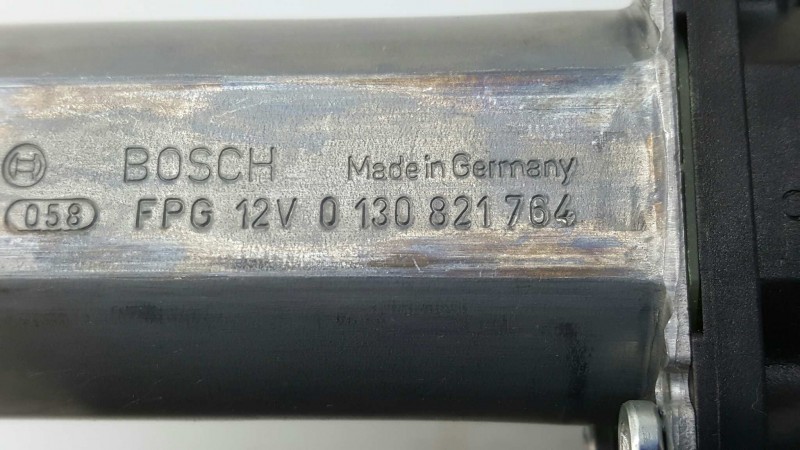 BOSCH Made in Germany
058 FPG 12V 0 130 821 764